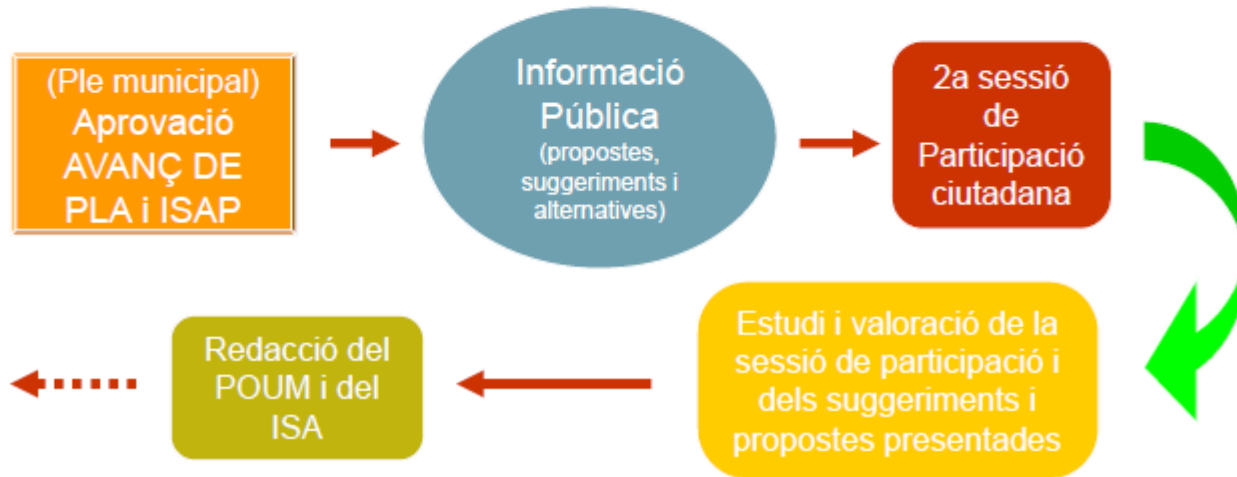 (Ple municipal)
Aprovació
AVANÇ DE
PLA i ISAP
Informació
Pública
(propostes,
suggeriments i
alternatives)
2a sessió
de
Participació
ciutadana
Estudi i valoració de la
sessió de participació i
dels suggeriments i
propostes presentades
Redacció del
POUM i del
ISA